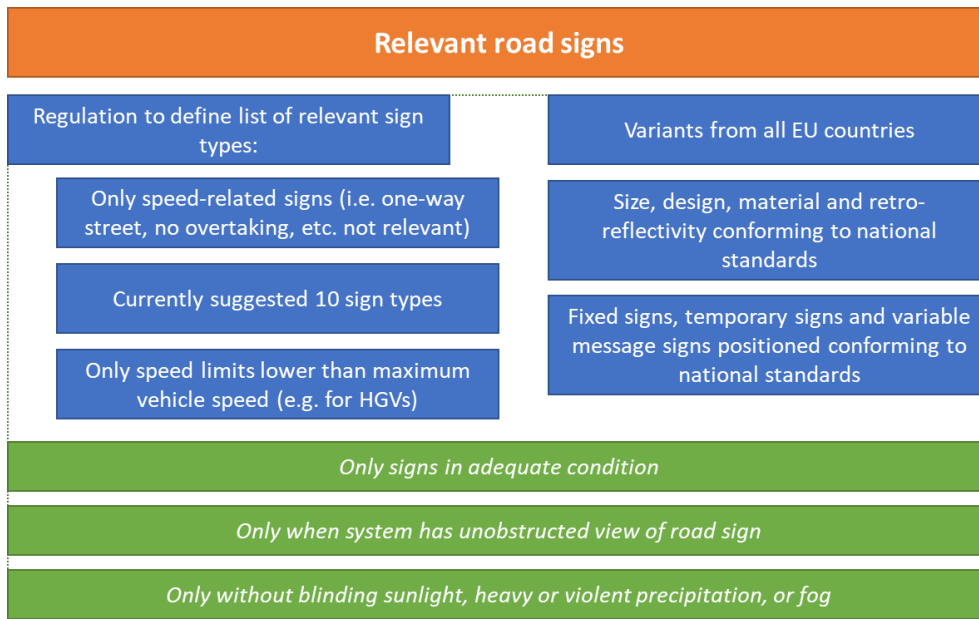 Relevant road signs
Regulation to define list of relevant sign
types:
Only speed-related signs (i.e. one-way
street, no overtaking, etc. not relevant)
Currently suggested 10 sign types
Only speed limits lower than maximum
vehicle speed (e.g. for HGVs)
Variants from all EU countries
Size, design, material and retro-
reflectivity conforming to national
standards
Fixed signs, temporary signs and variable
message signs positioned conforming to
national standards
Only signs in adequate condition
Only when system has unobstructed view of road sign
Only without blinding sunlight, heavy or violent precipitation, or fog